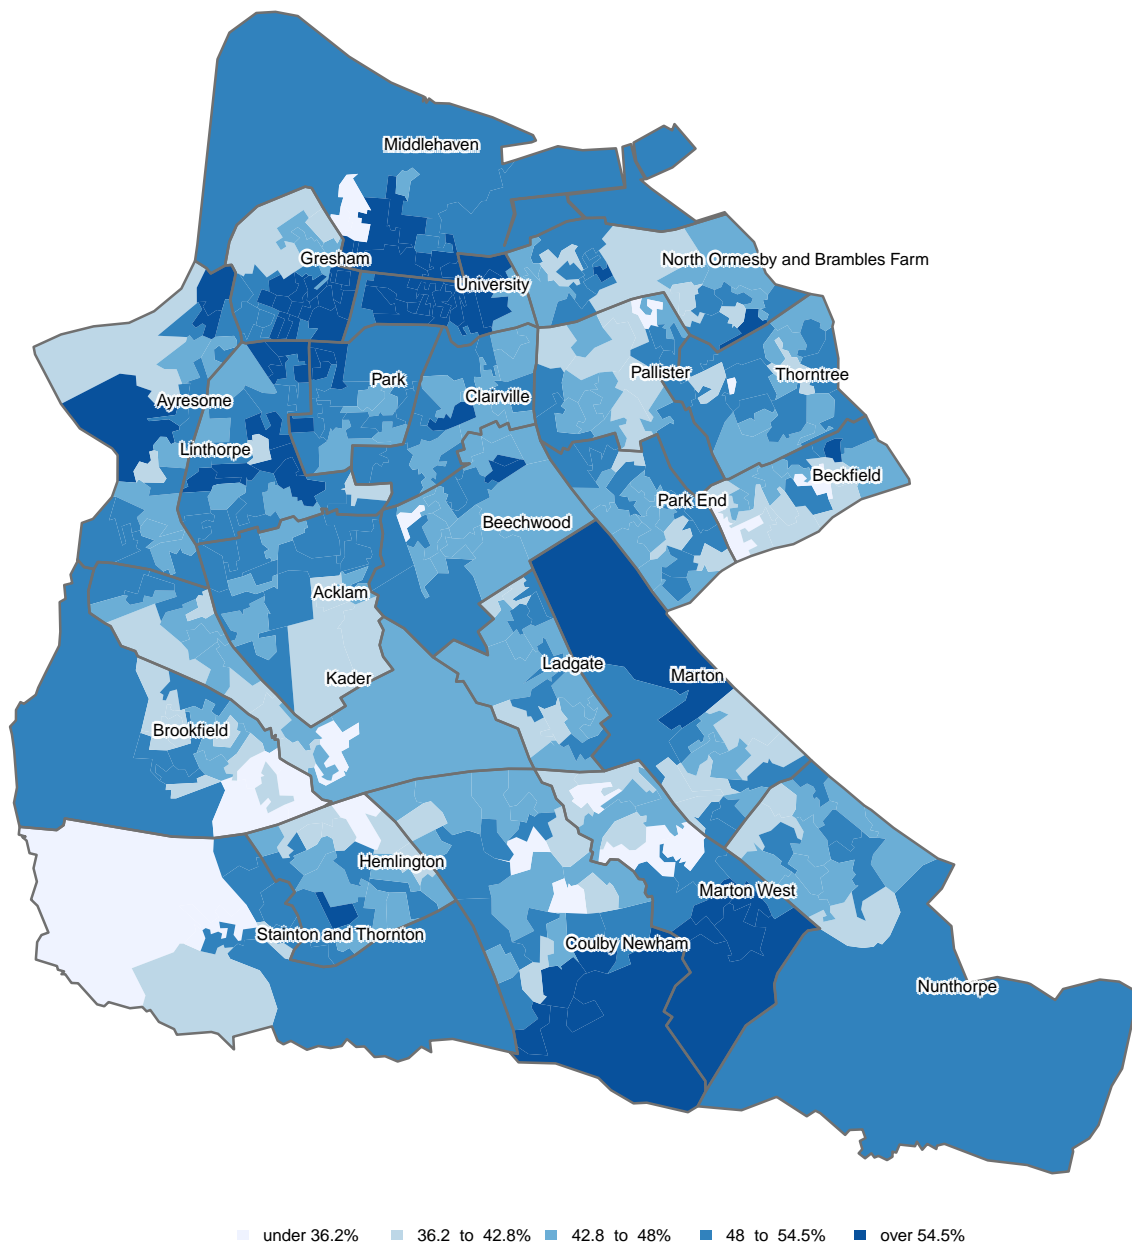 Middlehaven
Gresham
North Ormesby and Brambles Farm
University
Pallister
Thorntree
Park
Ayresome
Clairville
Linthorpe
Beckfield
Park End
Beechwood
Acklam
Ladgate
Kader
Marton
Brookfield
Hemlington
Marton West
Stainton and Thornton
Coulby Newham
Nunthorpe
under 36.2% 36.2 to 42.8% 42.8 to 48% 48 to 54.5% over 54.5%